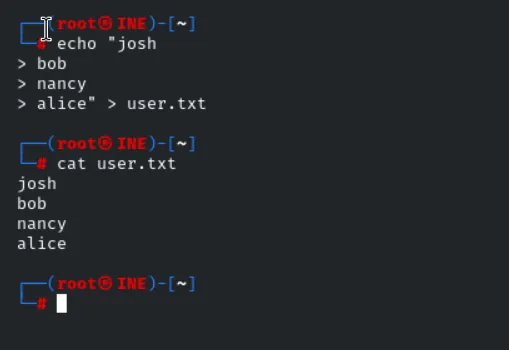 ┌──(root㉿INE)-[~]
└─# echo "josh
> bob
> nancy
> alice" > user.txt
┌──(root㉿INE)-[~]
└─# cat user.txt
josh
bob
nancy
alice
┌──(root㉿INE)-[~]
└─#